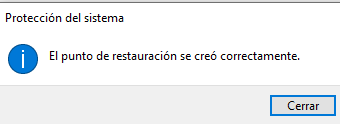 Protección del sistema
El punto de restauración se creó correctamente.
Cerrar